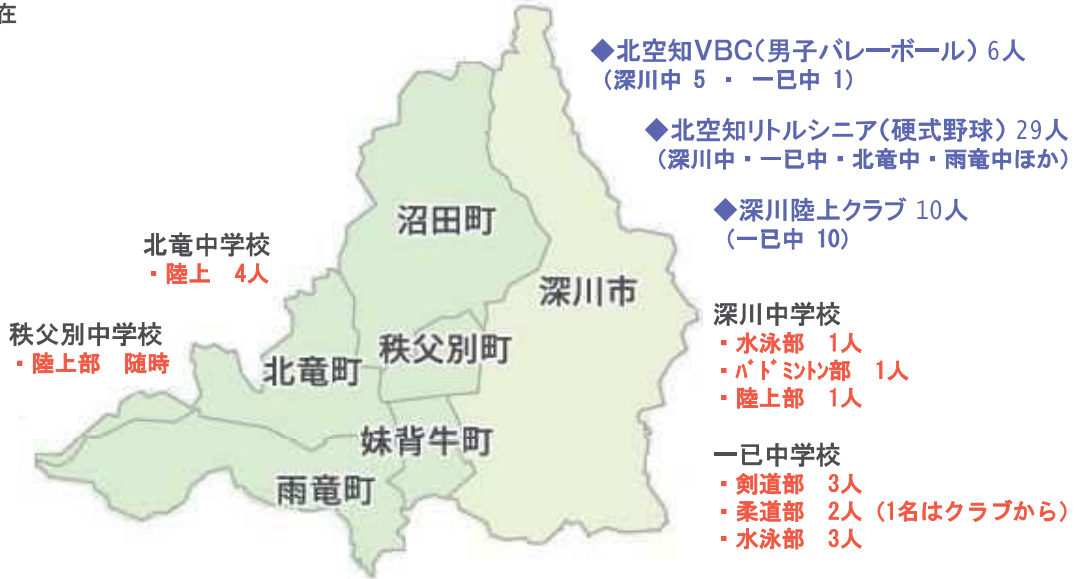 在
◆北空知VBC(男子バレーボール) 6人
(深川中 5 ・ 一已中 1)
◆北空知リトルシニア(硬式野球) 29人
(深川中・一已中・北竜中・雨竜中ほか)
◆深川陸上クラブ 10人
(一已中 10)
沼田町
北竜中学校
・陸上 4人
深川市
深川中学校
・水泳部 1人
・バドミントン部 1人
・陸上部 1人
秩父別中学校
・陸上部 随時
秩父別町
北竜町
妹背牛町
雨竜町
一已中学校
・剣道部 3人
・柔道部 2人 (1名はクラブから)
・水泳部 3人